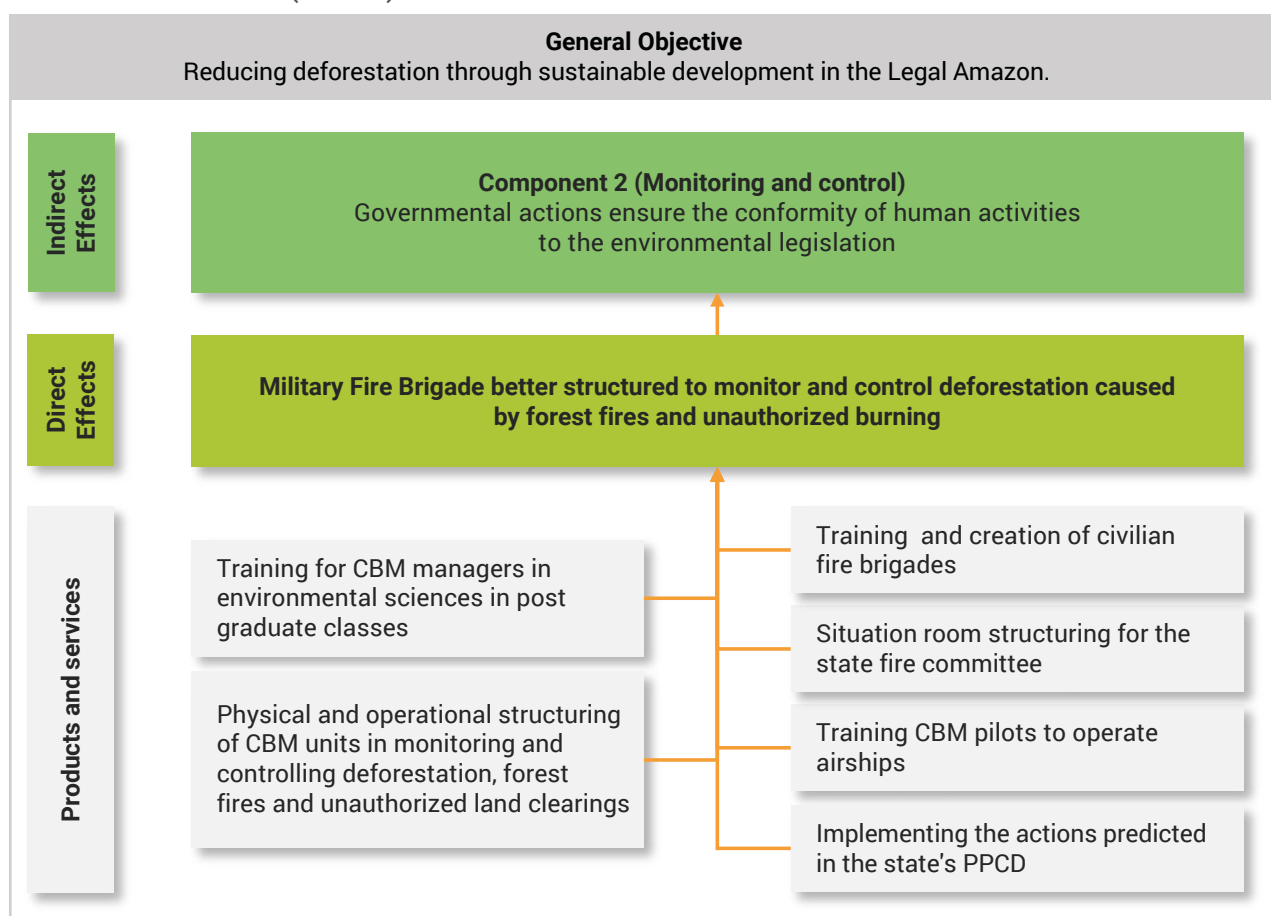 General Objective
Reducing deforestation through sustainable development in the Legal Amazon.
Indirect
Effects
Component 2 (Monitoring and control)
Governmental actions ensure the conformity of human activities
to the environmental legislation
Direct
Effects
Military Fire Brigade better structured to monitor and control deforestation caused
by forest fires and unauthorized burning
Products and services
Training for CBM managers in
environmental sciences in post
graduate classes
Physical and operational structuring
of CBM units in monitoring and
controlling deforestation, forest
fires and unauthorized land clearings
Training and creation of civilian
fire brigades
Situation room structuring for the
state fire committee
Training CBM pilots to operate
airships
Implementing the actions predicted
in the state's PPCD